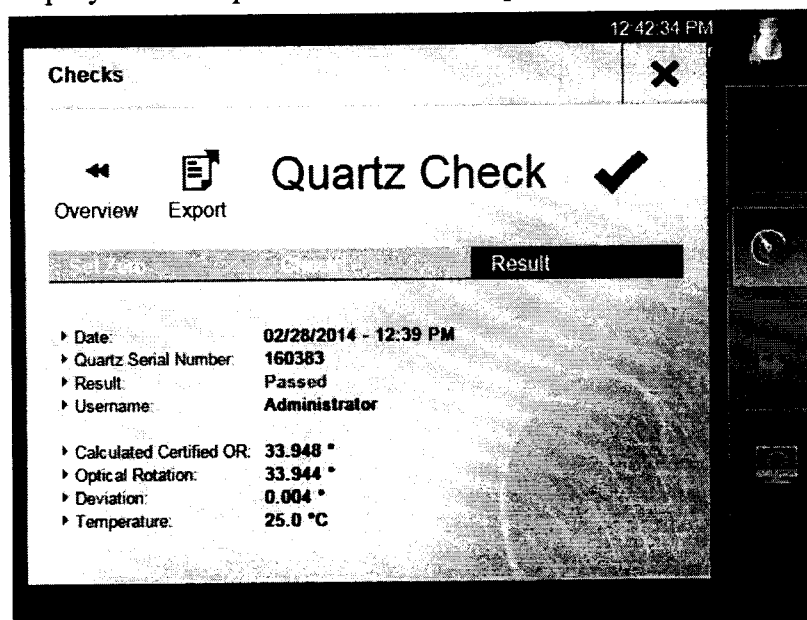 12:42:34 PM
Checks
Quartz Check
Overview Export
Set Zero Result
Date: 02/28/2014 - 12:39 PM
Quartz Serial Number: 160383
Result: Passed
Username: Administrator
Calculated Certified OR: 33.948 °
Optical Rotation: 33.944 °
Deviation: 0.004 °
Temperature: 25.0 °C